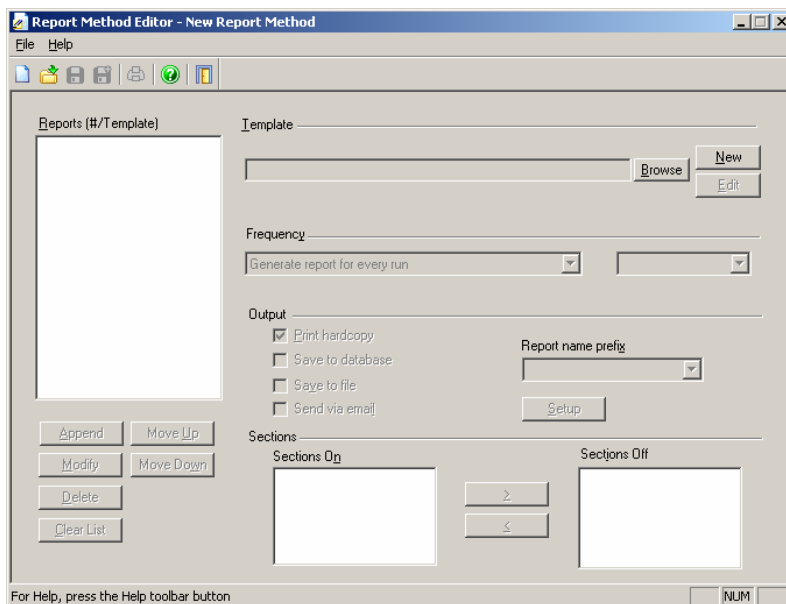 Report Method Editor - New Report Method
File Help
Reports (#/Template)
Template
Browse
New
Edit
Frequency
Generate report for every run
Output
Print hardcopy
Save to database
Save to file
Send via email
Report name prefix
Setup
Append
Move Up
Modify
Move Down
Delete
Clear List
Sections
Sections On
Sections Off
>
<
For Help, press the Help toolbar button
NUM